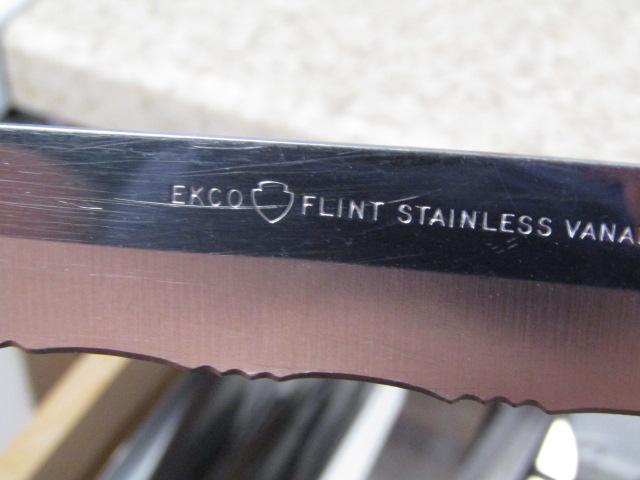 EKCO FLINT STAINLESS VANA